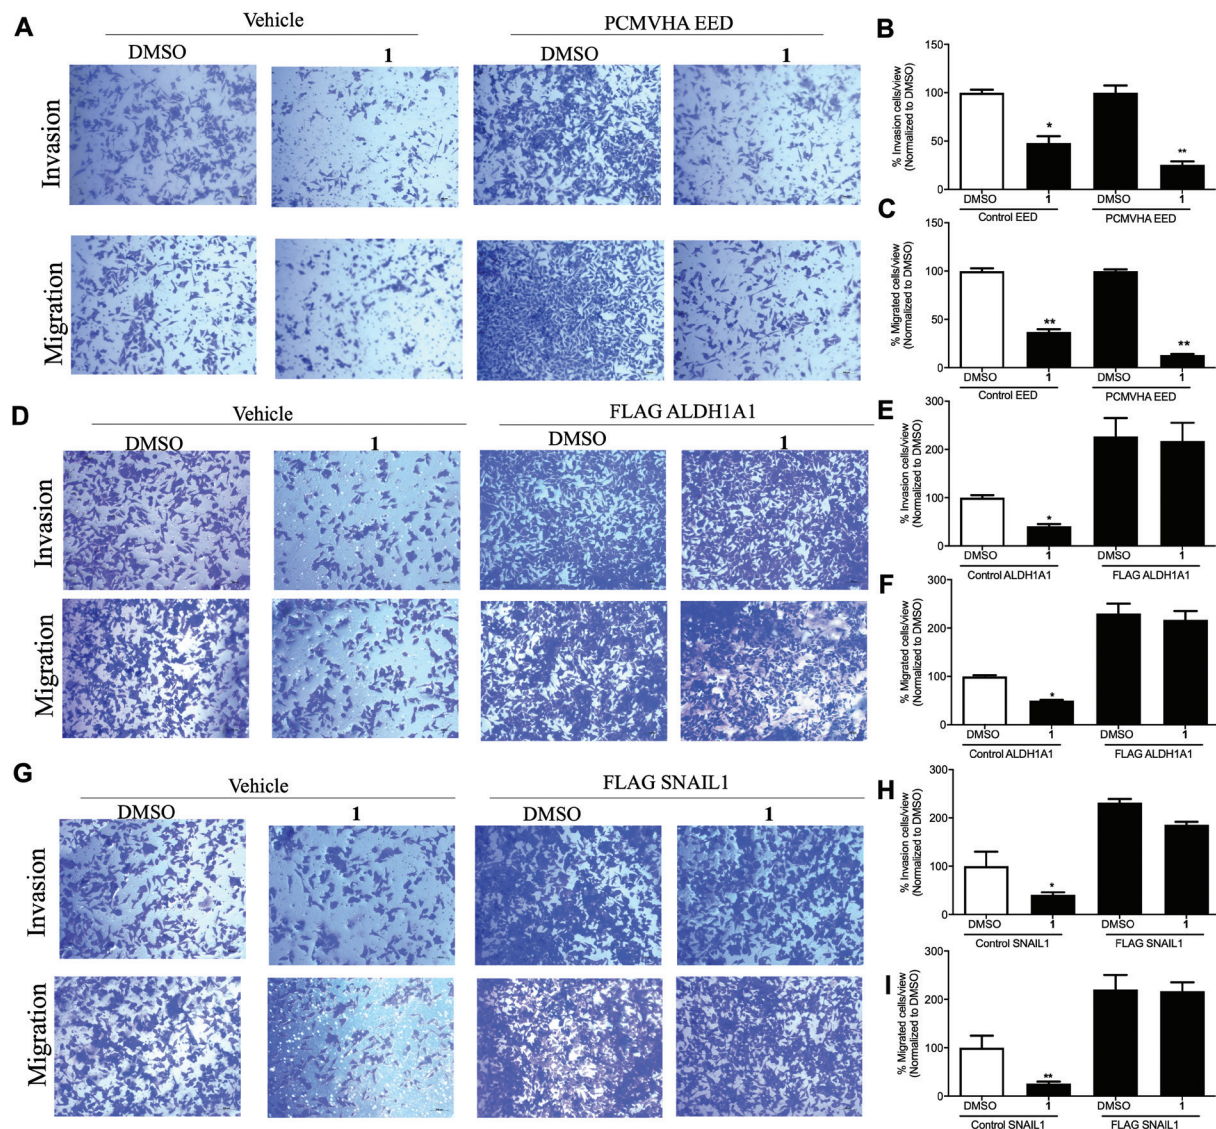 A
Vehicle
PCMVHA EED
DMSO
1
DMSO
1
Invasion
Migration
B
150
100
50
0
% Invasion cells/view
(Normalized to DMSO)
*
**
DMSO
1
DMSO
1
Control EED
PCMVHA EED
C
150
100
50
0
% Migrated cells/view
(Normalized to DMSO)
**
**
DMSO
1
DMSO
1
Control EED
PCMVHA EED
D
Vehicle
FLAG ALDH1A1
DMSO
1
DMSO
1
Invasion
Migration
E
300
200
100
0
% Invasion cells/view
(Normalized to DMSO)
*
DMSO
1
DMSO
1
Control ALDH1A1
FLAG ALDH1A1
F
300
200
100
0
% Migrated cells/view
(Normalized to DMSO)
*
DMSO
1
DMSO
1
Control ALDH1A1
FLAG ALDH1A1
G
Vehicle
FLAG SNAIL1
DMSO
1
DMSO
1
Invasion
Migration
H
300
200
100
0
% Invasion cells/view
(Normalized to DMSO)
*
DMSO
1
DMSO
1
Control SNAIL1
FLAG SNAIL1
I
300
200
100
0
% Migrated cells/view
(Normalized to DMSO)
**
DMSO
1
DMSO
1
Control SNAIL1
FLAG SNAIL1